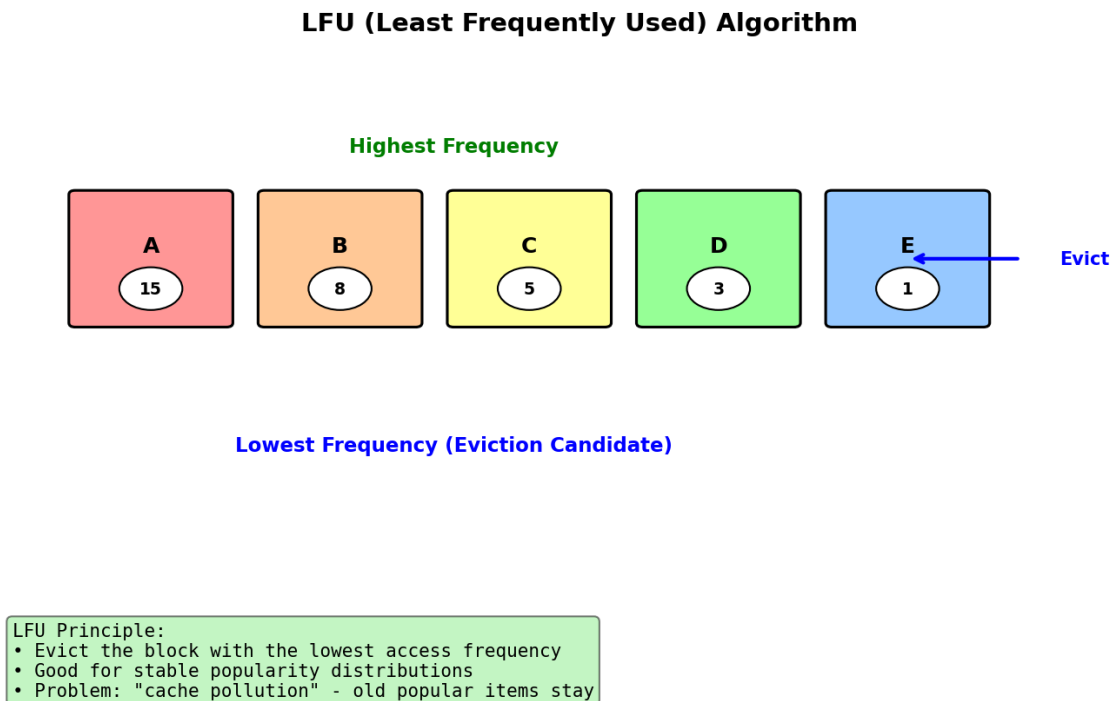 LFU (Least Frequently Used) Algorithm
Highest Frequency
A
B
C
D
E
15
8
5
3
1
Evict
Lowest Frequency (Eviction Candidate)
LFU Principle:
• Evict the block with the lowest access frequency
• Good for stable popularity distributions
• Problem: "cache pollution" - old popular items stay